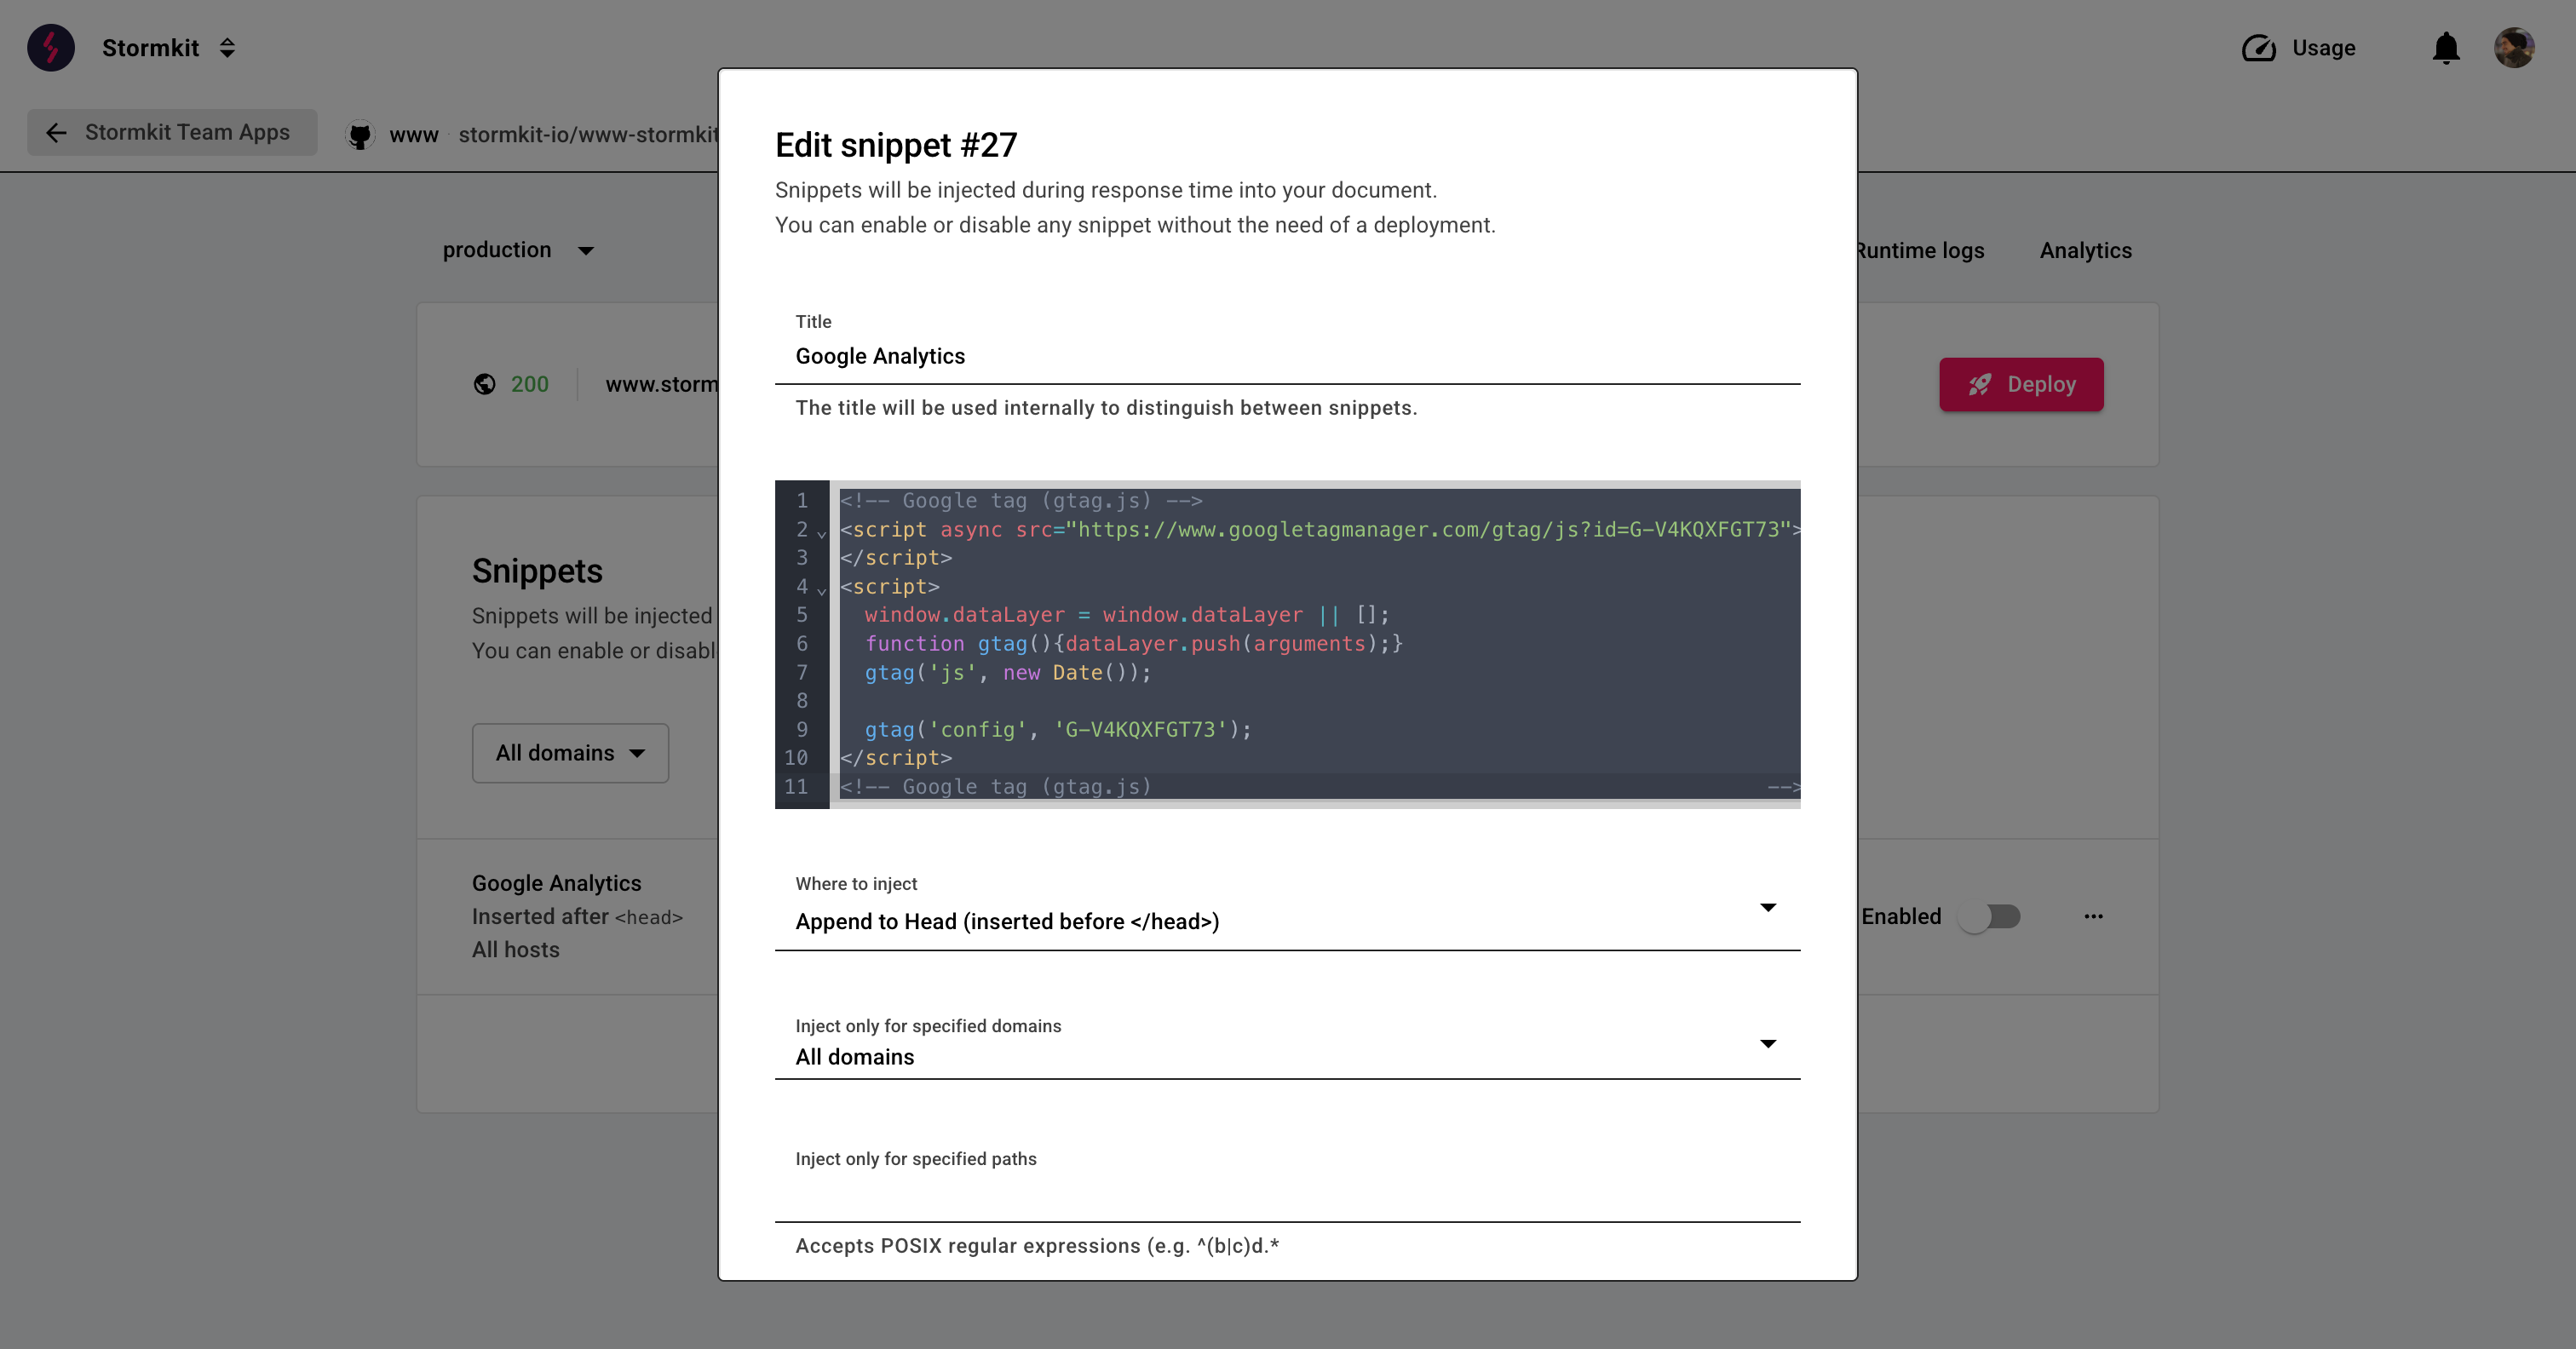 Stormkit
Usage
Stormkit Team Apps
www
stormkit-io/www-stormkit
production
Runtime logs
Analytics
200
www.storm
Deploy
Snippets
Snippets will be injected
You can enable or disabl
All domains
Google Analytics
Inserted after <head>
All hosts
Enabled
Edit snippet #27
Snippets will be injected during response time into your document.
You can enable or disable any snippet without the need of a deployment.
Title
Google Analytics
The title will be used internally to distinguish between snippets.
1 <!-- Google tag (gtag.js) -->
2 <script async src="https://www.googletagmanager.com/gtag/js?id=G-V4KQXFGT73">
3 </script>
4 <script>
5 window.dataLayer = window.dataLayer || [];
6 function gtag(){dataLayer.push(arguments);}
7 gtag('js', new Date());
8
9 gtag('config', 'G-V4KQXFGT73');
10 </script>
11 <!-- Google tag (gtag.js) -->
Where to inject
Append to Head (inserted before </head>)
Inject only for specified domains
All domains
Inject only for specified paths
Accepts POSIX regular expressions (e.g. ^(b|c)d.*